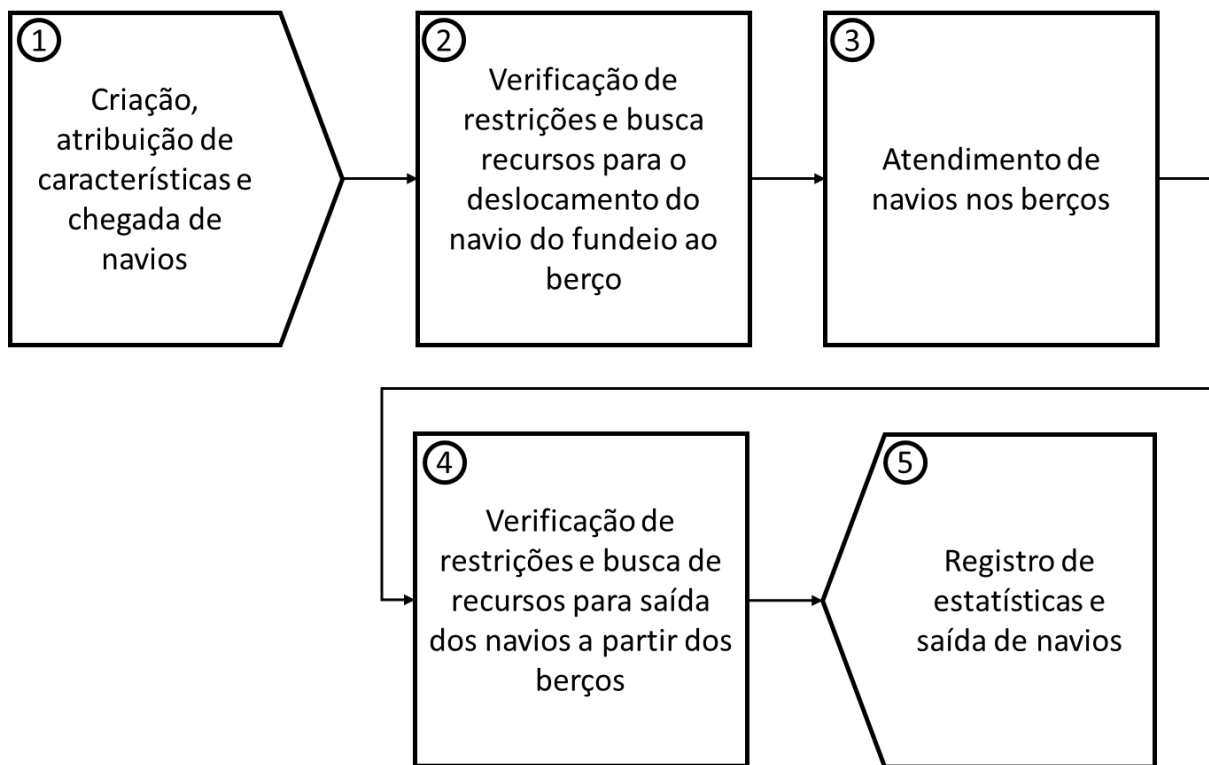 1
Criação,
atribuição de
características e
chegada de
navios
2
Verificação de
restrições e busca
recursos para o
deslocamento do
navio do fundeio ao
berço
3
Atendimento de
navios nos berços
4
Verificação de
restrições e busca de
recursos para saída
dos navios a partir dos
berços
5
Registro de
estatísticas e
saída de navios